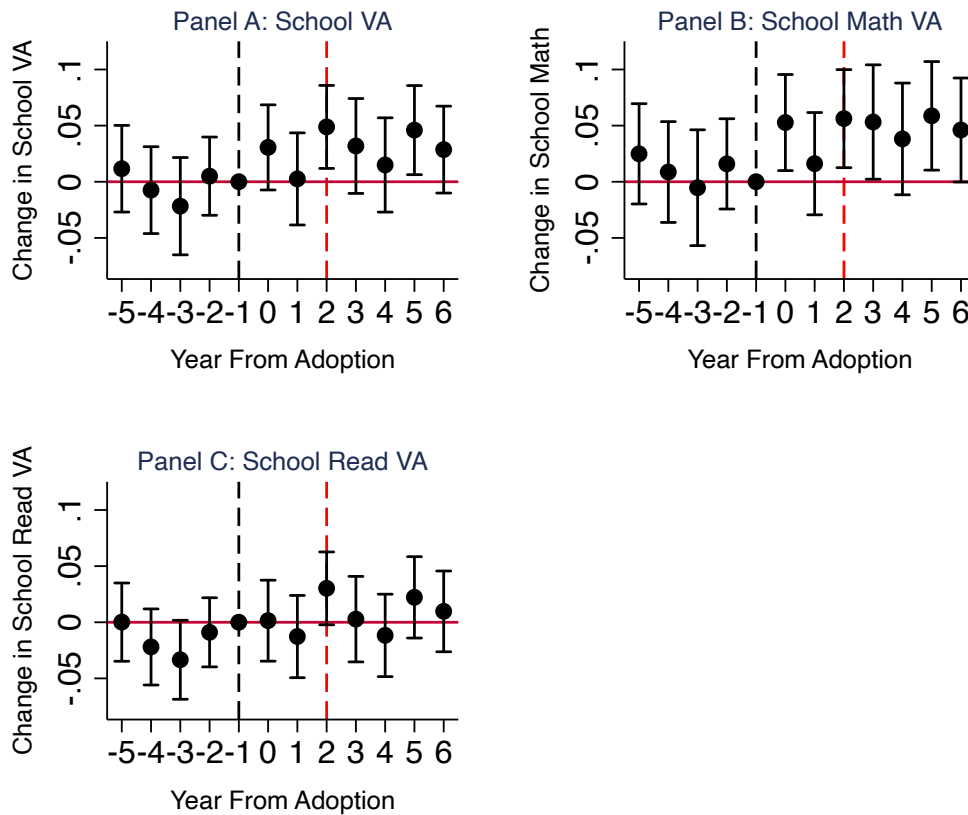 Panel A: School VA
Change in School VA
.1
.05
0
-.05
-5 -4 -3 -2 -1 0 1 2 3 4 5 6
Year From Adoption
Panel B: School Math VA
Change in School Math
.1
.05
0
-.05
-5 -4 -3 -2 -1 0 1 2 3 4 5 6
Year From Adoption
Panel C: School Read VA
Change in School Read VA
.1
.05
0
-.05
-5 -4 -3 -2 -1 0 1 2 3 4 5 6
Year From Adoption